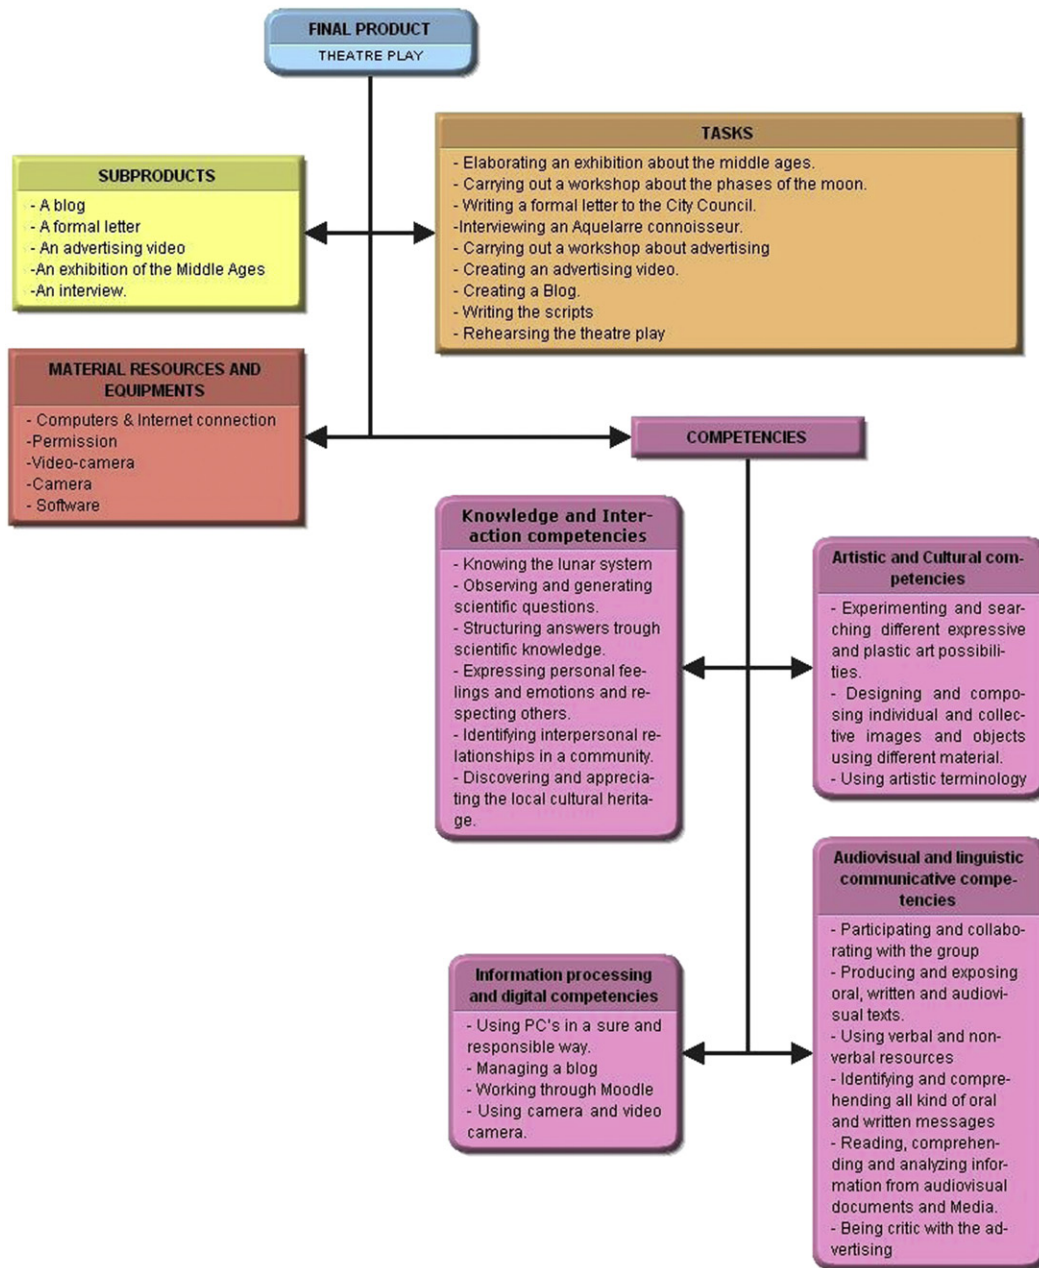 FINAL PRODUCT
THEATRE PLAY
SUBPRODUCTS
- A blog
- A formal letter
- An advertising video
-An exhibition of the Middle Ages
-An interview.
TASKS
- Elaborating an exhibition about the middle ages.
- Carrying out a workshop about the phases of the moon.
- Writing a formal letter to the City Council.
-Interviewing an Aquelarre connoisseur.
- Carrying out a workshop about advertising
- Creating an advertising video.
- Creating a Blog.
- Writing the scripts
- Rehearsing the theatre play
MATERIAL RESOURCES AND
EQUIPMENTS
- Computers & Internet connection
-Permission
-Video-camera
-Camera
- Software
COMPETENCIES
Knowledge and Inter-
action competencies
- Knowing the lunar system
- Observing and generating
scientific questions.
- Structuring answers trough
scientific knowledge.
- Expressing personal fee-
lings and emotions and re-
specting others.
- Identifying interpersonal re-
lationships in a community.
- Discovering and apprecia-
ting the local cultural herita-
ge.
Artistic and Cultural com-
petencies
- Experimenting and sear-
ching different expressive
and plastic art possibili-
ties.
- Designing and compo-
sing individual and collec-
tive images and objects
using different material.
- Using artistic terminology
Information processing
and digital competencies
- Using PC's in a sure and
responsible way.
- Managing a blog
- Working through Moodle
- Using camera and video
camera.
Audiovisual and linguistic
communicative compe-
tencies
- Participating and collabo-
rating with the group
- Producing and exposing
oral, written and audiovi-
sual texts.
- Using verbal and non-
verbal resources
- Identifying and compre-
hending all kind of oral
and written messages
- Reading, comprehen-
ding and analyzing infor-
mation from audiovisual
documents and Media.
- Being critic with the ad-
vertising